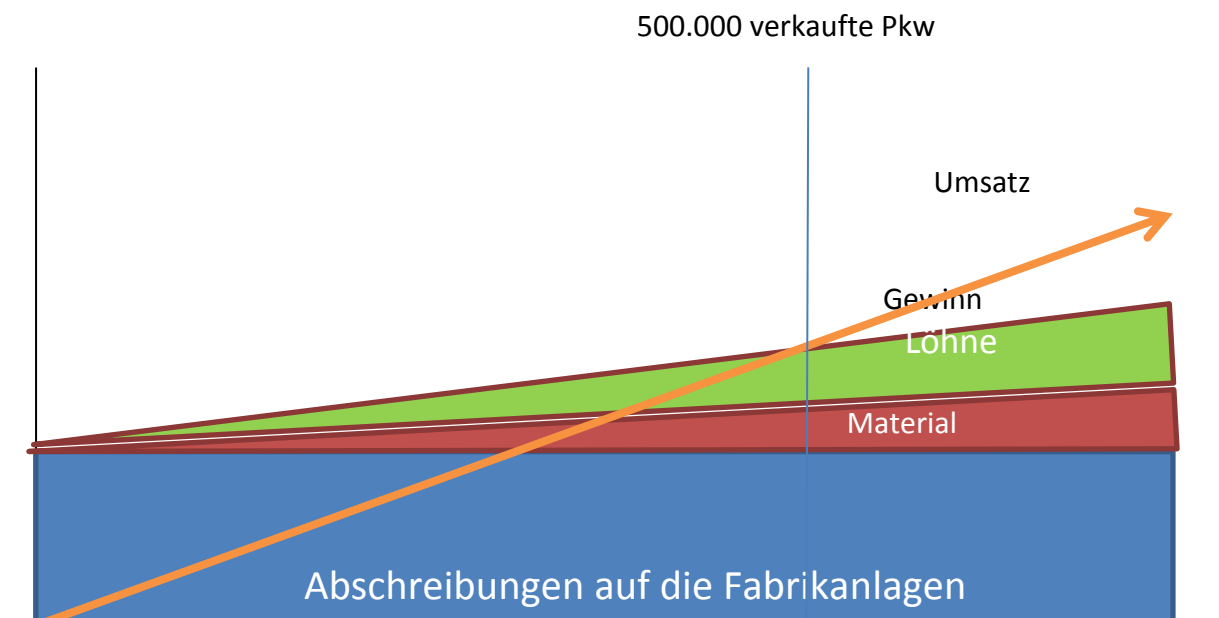 500.000 verkaufte Pkw
Umsatz
Gewinn
Löhne
Material
Abschreibungen auf die Fabrikanlagen